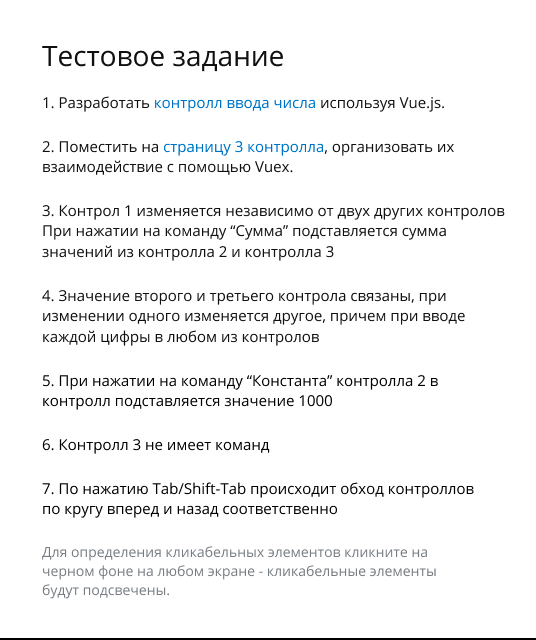 Тестовое задание
1. Разработать контролл ввода числа используя Vue.js.
2. Поместить на страницу 3 контролла, организовать их
взаимодействие с помощью Vuex.
3. Контрол 1 изменяется независимо от двух других контролов
При нажатии на команду “Сумма” подставляется сумма
значений из контролла 2 и контролла 3
4. Значение второго и третьего контрола связаны, при
изменении одного изменяется другое, причем при вводе
каждой цифры в любом из контролов
5. При нажатии на команду “Константа” контролла 2 в
контролл подставляется значение 1000
6. Контролл 3 не имеет команд
7. По нажатию Tab/Shift-Tab происходит обход контроллов
по кругу вперед и назад соответственно
Для определения кликабельных элементов кликните на
черном фоне на любом экране - кликабельные элементы
будут подсвечены.